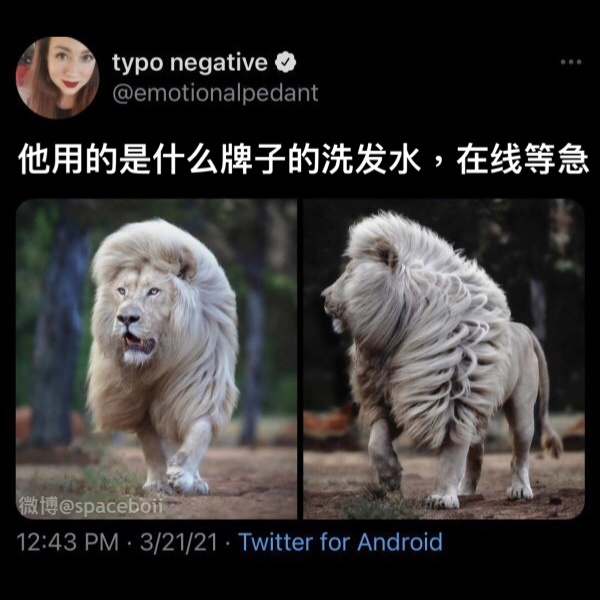 typo negative
@emotionalpedant
他用的是什么牌子的洗发水，在线等急
微博@spaceboii
12:43 PM · 3/21/21 · Twitter for Android